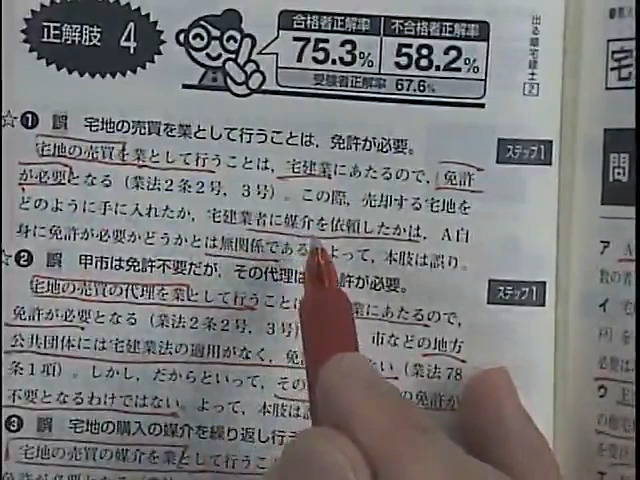 正解肢 4
合格者正解率 不合格者正解率
75.3% 58.2%
受験者正解率 67.6%
出る順宅建士 2
☆❶ 誤 宅地の売買を業として行うことは,免許が必要。
ステップ1
宅地の売買を業として行うことは,宅建業にあたるので,免許
が必要となる(業法2条2号,3号)。この際,売却する宅地を
どのように手に入れたか,宅建業者に媒介を依頼したかは,A自
身に免許が必要かどうかとは無関係である よって,本肢は誤り。
☆❷ 誤 甲市は免許不要だが,その代理は 許が必要。
ステップ1
宅地の売買の代理を業として行うことは にあたるので,
免許が必要となる(業法2条2号,3号) 市などの地方
公共団体には宅建業法の適用がなく, い(業法78
条1項)。しかし,だからといって,その の免許が
不要となるわけではない。よって,本肢は
❸ 誤 宅地の購入の媒介を繰り返し行
宅地の売買の媒介を業として行うこ
宅
問
ア
イ
ウ